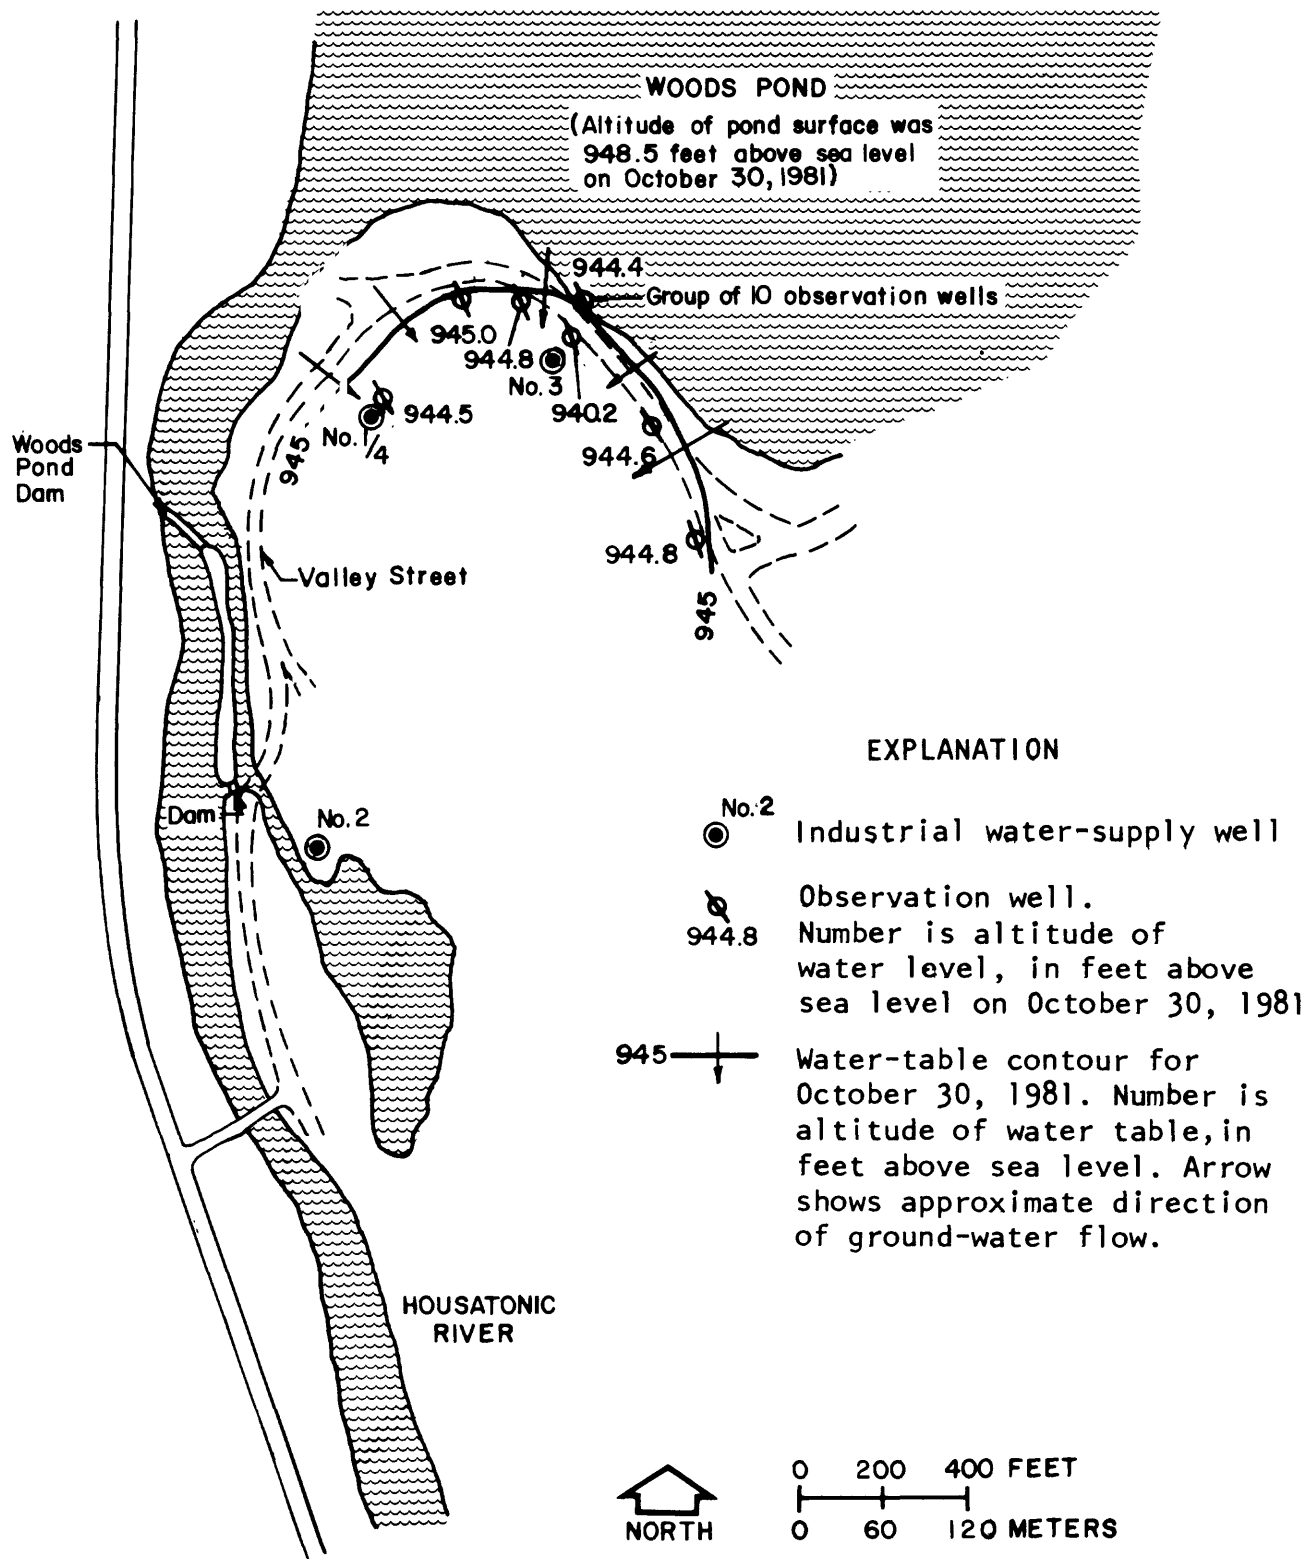 WOODS POND
(Altitude of pond surface was
948.5 feet above sea level
on October 30, 1981)
944.4
Group of 10 observation wells
945.0
944.8
No. 3
940.2
944.5
No. 1/4
945
944.6
Woods
Pond
Dam
944.8
Valley Street
945
EXPLANATION
Dam
No. 2
No. 2
Industrial water-supply well
Observation well.
944.8 Number is altitude of
water level, in feet above
sea level on October 30, 1981
945 Water-table contour for
October 30, 1981. Number is
altitude of water table, in
feet above sea level. Arrow
shows approximate direction
of ground-water flow.
HOUSATONIC
RIVER
0 200 400 FEET
NORTH
0 60 120 METERS